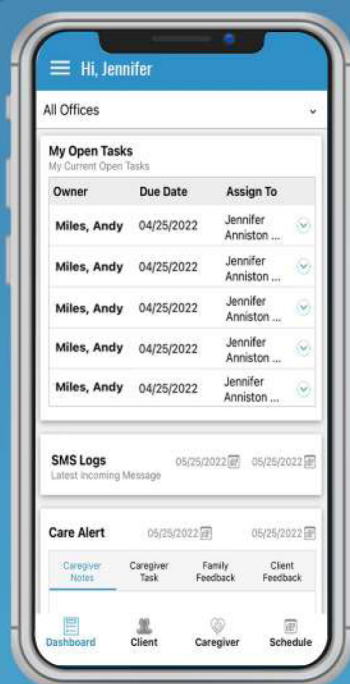 Hi, Jennifer
All Offices
My Open Tasks
My Current Open Tasks
Owner Due Date Assign To
Miles, Andy 04/25/2022 Jennifer
Anniston ...
Miles, Andy 04/25/2022 Jennifer
Anniston ...
Miles, Andy 04/25/2022 Jennifer
Anniston ...
Miles, Andy 04/25/2022 Jennifer
Anniston ...
Miles, Andy 04/25/2022 Jennifer
Anniston ...
SMS Logs 05/25/2022 05/25/2022
Latest Incoming Message
Care Alert 05/25/2022 05/25/2022
Caregiver Caregiver Family Client
Notes Task Feedback Feedback
Dashboard Client Caregiver Schedule